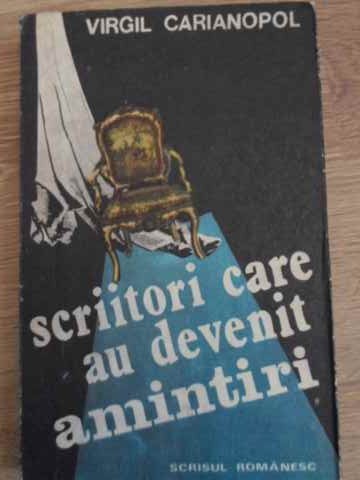 VIRGIL CARIANOPOL
scriitori care
au devenit
amintiri
SCRISUL ROMÂNESC